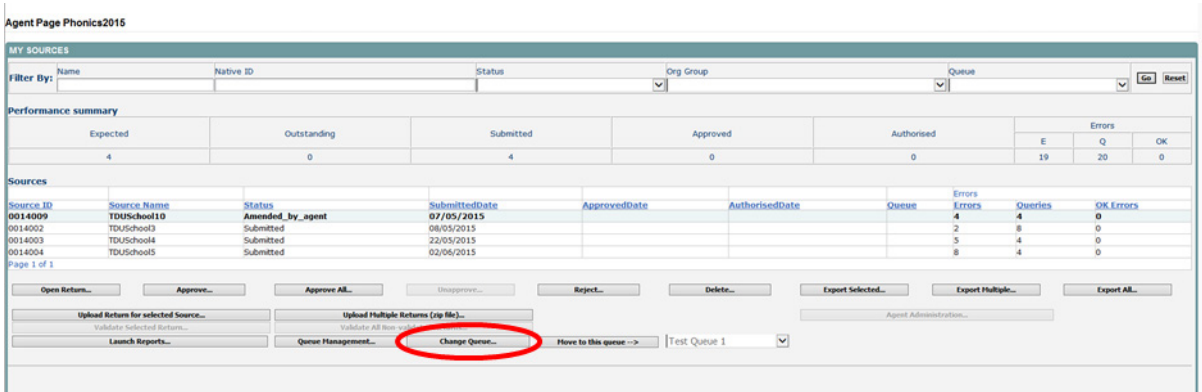 Agent Page Phonics2015
MY SOURCES
Filter By: Name Native ID Status Org Group Queue Go Reset
Performance summary
Expected Outstanding Submitted Approved Authorised Errors
E Q OK
4 0 4 0 0 19 20 0
Sources
Errors
Source ID Source Name Status SubmittedDate ApprovedDate AuthorisedDate Queue Errors Queries OK Errors
0014009 TDUSchool10 Amended_by_agent 07/05/2015 4 4 0
0014002 TDUSchool3 Submitted 08/05/2015 2 8 0
0014003 TDUSchool4 Submitted 22/05/2015 5 4 0
0014004 TDUSchool5 Submitted 02/06/2015 8 4 0
Page 1 of 1
Open Return... Approve... Approve All... Unapprove... Reject... Delete... Export Selected... Export Multiple... Export All...
Upload Return for selected Source... Upload Multiple Returns (zip file)... Agent Administration...
Validate Selected Return... Validate All
Launch Reports... Queue Management... Change Queue... Move to this queue --> Test Queue 1